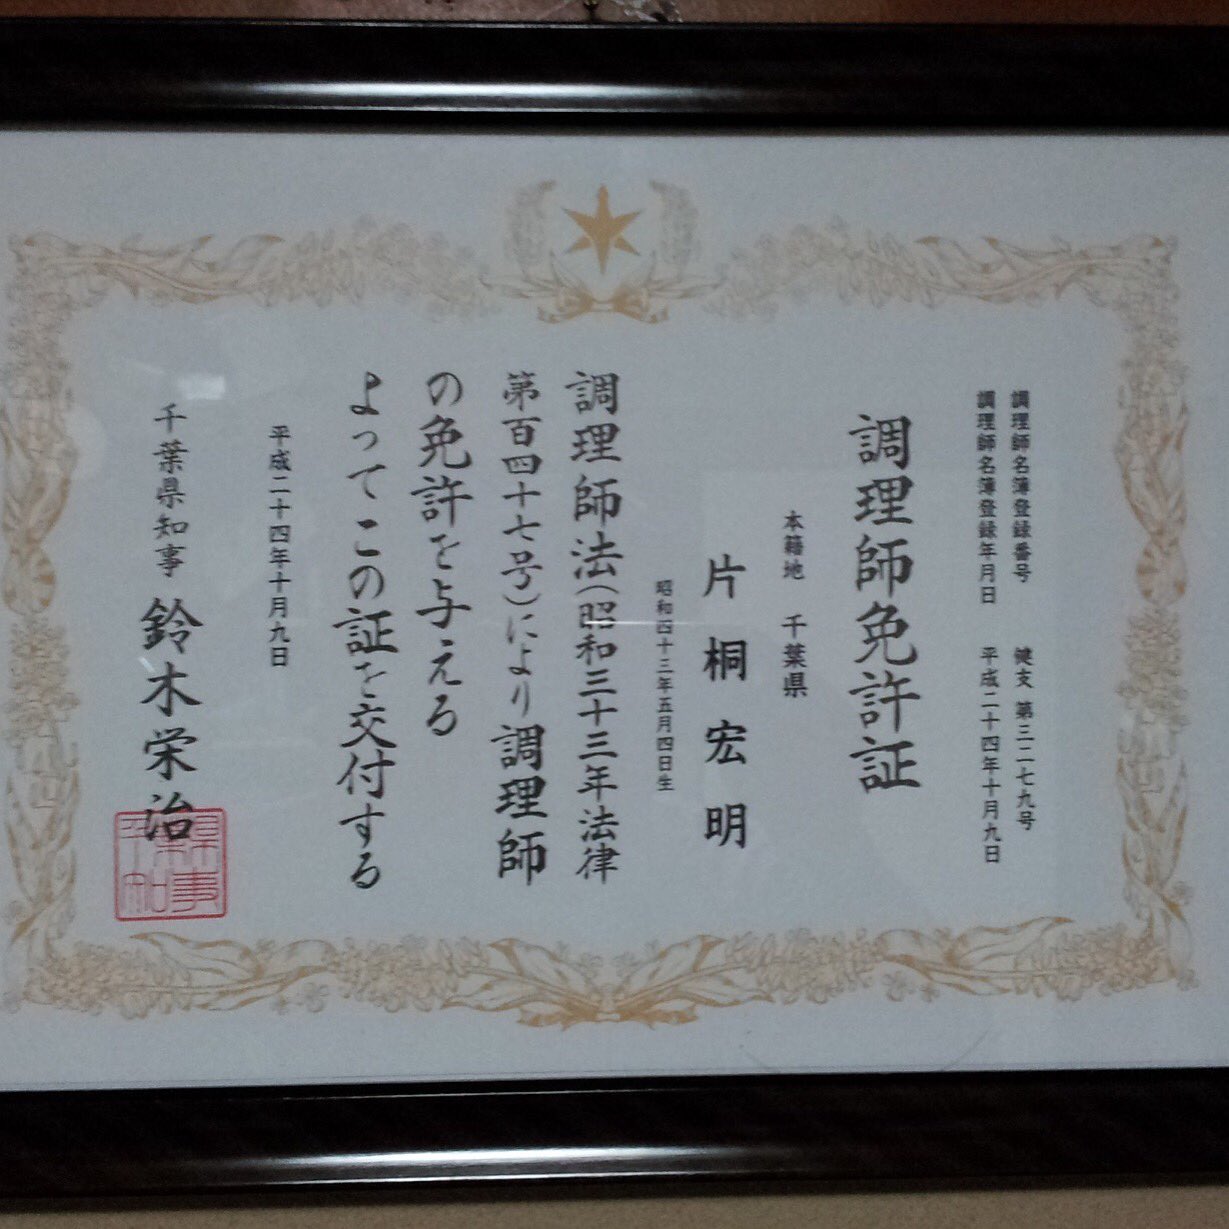 調理師名簿登録番号 健支 第三二七九号
調理師名簿登録年月日 平成二十四年十月九日
調理師免許証
本籍地 千葉県
片桐宏明
昭和四十三年五月四日生
調理師法(昭和三十三年法律
第百四十七号)により調理師
の免許を与える
よってこの証を交付する
平成二十四年十月九日
千葉県知事 鈴木栄治